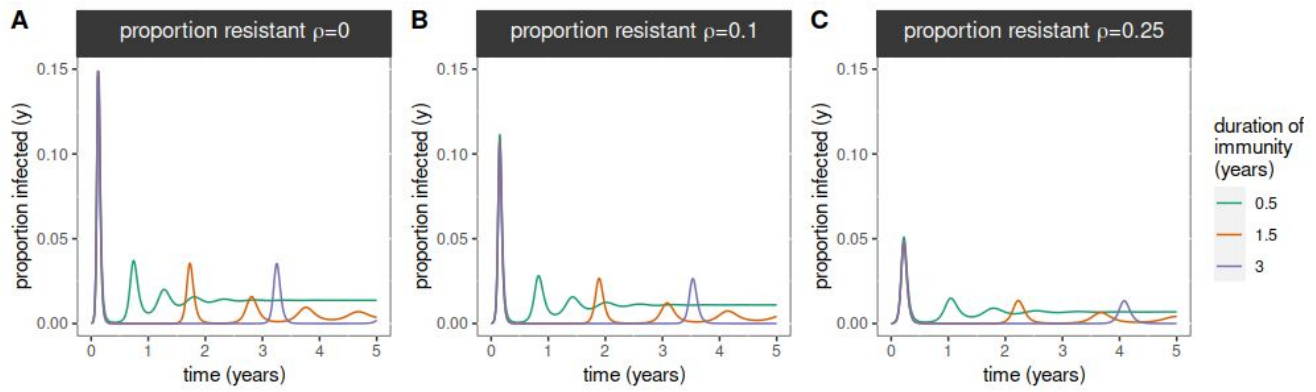 A
proportion resistant ρ=0
proportion infected (y)
0.15
0.10
0.05
0.00
0 1 2 3 4 5
time (years)
B
proportion resistant ρ=0.1
proportion infected (y)
0.15
0.10
0.05
0.00
0 1 2 3 4 5
time (years)
C
proportion resistant ρ=0.25
proportion infected (y)
0.15
0.10
0.05
0.00
0 1 2 3 4 5
time (years)
duration of
immunity
(years)
0.5
1.5
3